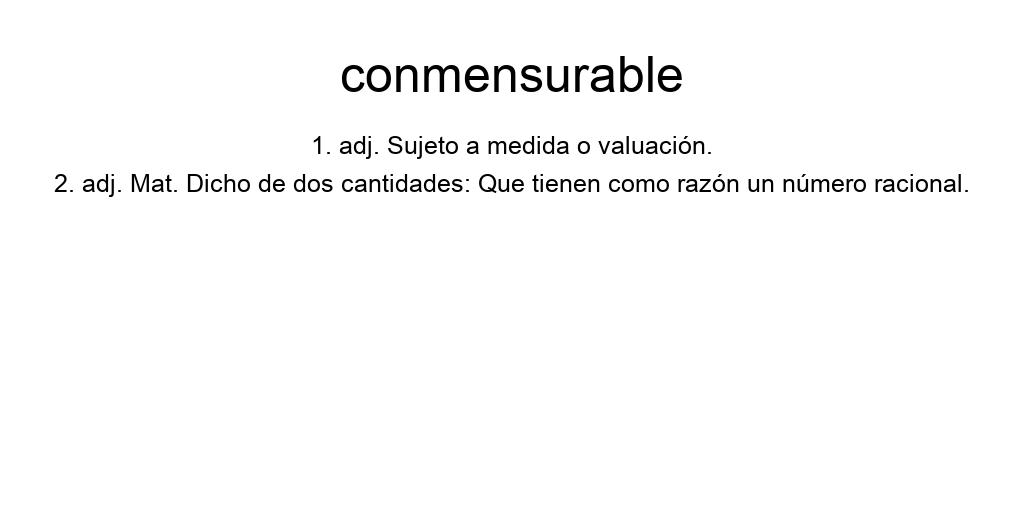 conmensurable
1. adj. Sujeto a medida o valuación.
2. adj. Mat. Dicho de dos cantidades: Que tienen como razón un número racional.